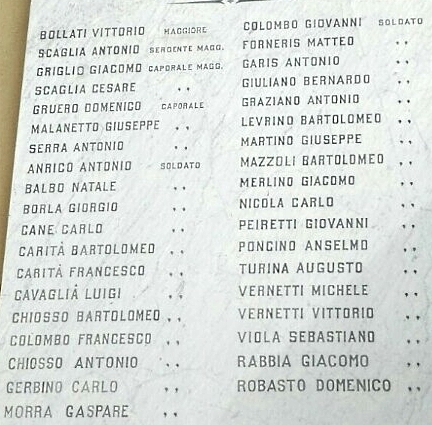 BOLLATI VITTORIO MAGGIORE
SCAGLIA ANTONIO SERGENTE MAGG.
GRIGLIO GIACOMO CAPORALE MAGG.
SCAGLIA CESARE " "
GRUERO DOMENICO CAPORALE
MALANETTO GIUSEPPE " "
SERRA ANTONIO " "
ANRICO ANTONIO SOLDATO
BALBO NATALE " "
BORLA GIORGIO " "
CANE CARLO " "
CARITÀ BARTOLOMEO " "
CARITÀ FRANCESCO " "
CAVAGLIÀ LUIGI " "
CHIOSSO BARTOLOMEO " "
COLOMBO FRANCESCO " "
CHIOSSO ANTONIO " "
GERBINO CARLO " "
MORRA GASPARE " "
COLOMBO GIOVANNI SOLDATO
FORNERIS MATTEO " "
GARIS ANTONIO " "
GIULIANO BERNARDO " "
GRAZIANO ANTONIO " "
LEVRINO BARTOLOMEO " "
MARTINO GIUSEPPE " "
MAZZOLI BARTOLOMEO " "
MERLINO GIACOMO " "
NICOLA CARLO " "
PEIRETTI GIOVANNI " "
PONCINO ANSELMO " "
TURINA AUGUSTO " "
VERNETTI MICHELE " "
VERNETTI VITTORIO " "
VIOLA SEBASTIANO " "
RABBIA GIACOMO " "
ROBASTO DOMENICO " "